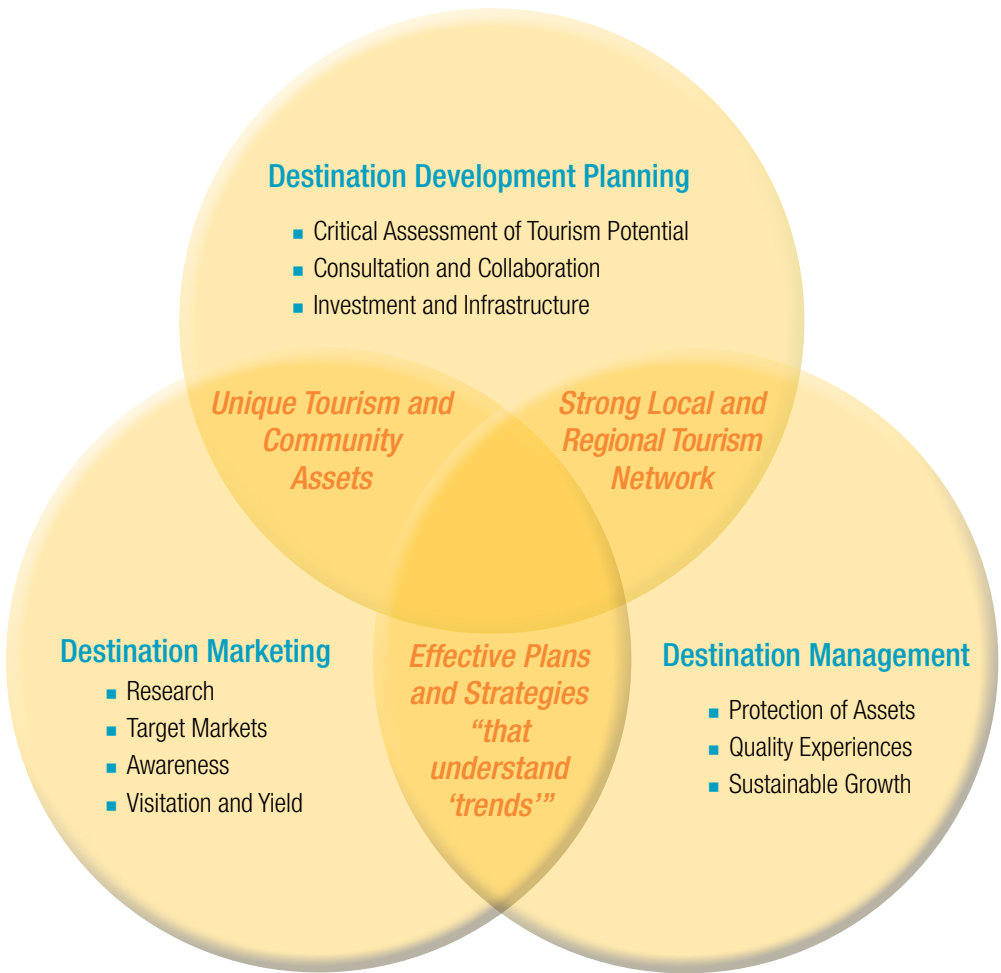 Destination Development Planning
▪ Critical Assessment of Tourism Potential
▪ Consultation and Collaboration
▪ Investment and Infrastructure
Unique Tourism and
Community
Assets
Strong Local and
Regional Tourism
Network
Destination Marketing
▪ Research
▪ Target Markets
▪ Awareness
▪ Visitation and Yield
Effective Plans
and Strategies
“that
understand
‘trends’”
Destination Management
▪ Protection of Assets
▪ Quality Experiences
▪ Sustainable Growth